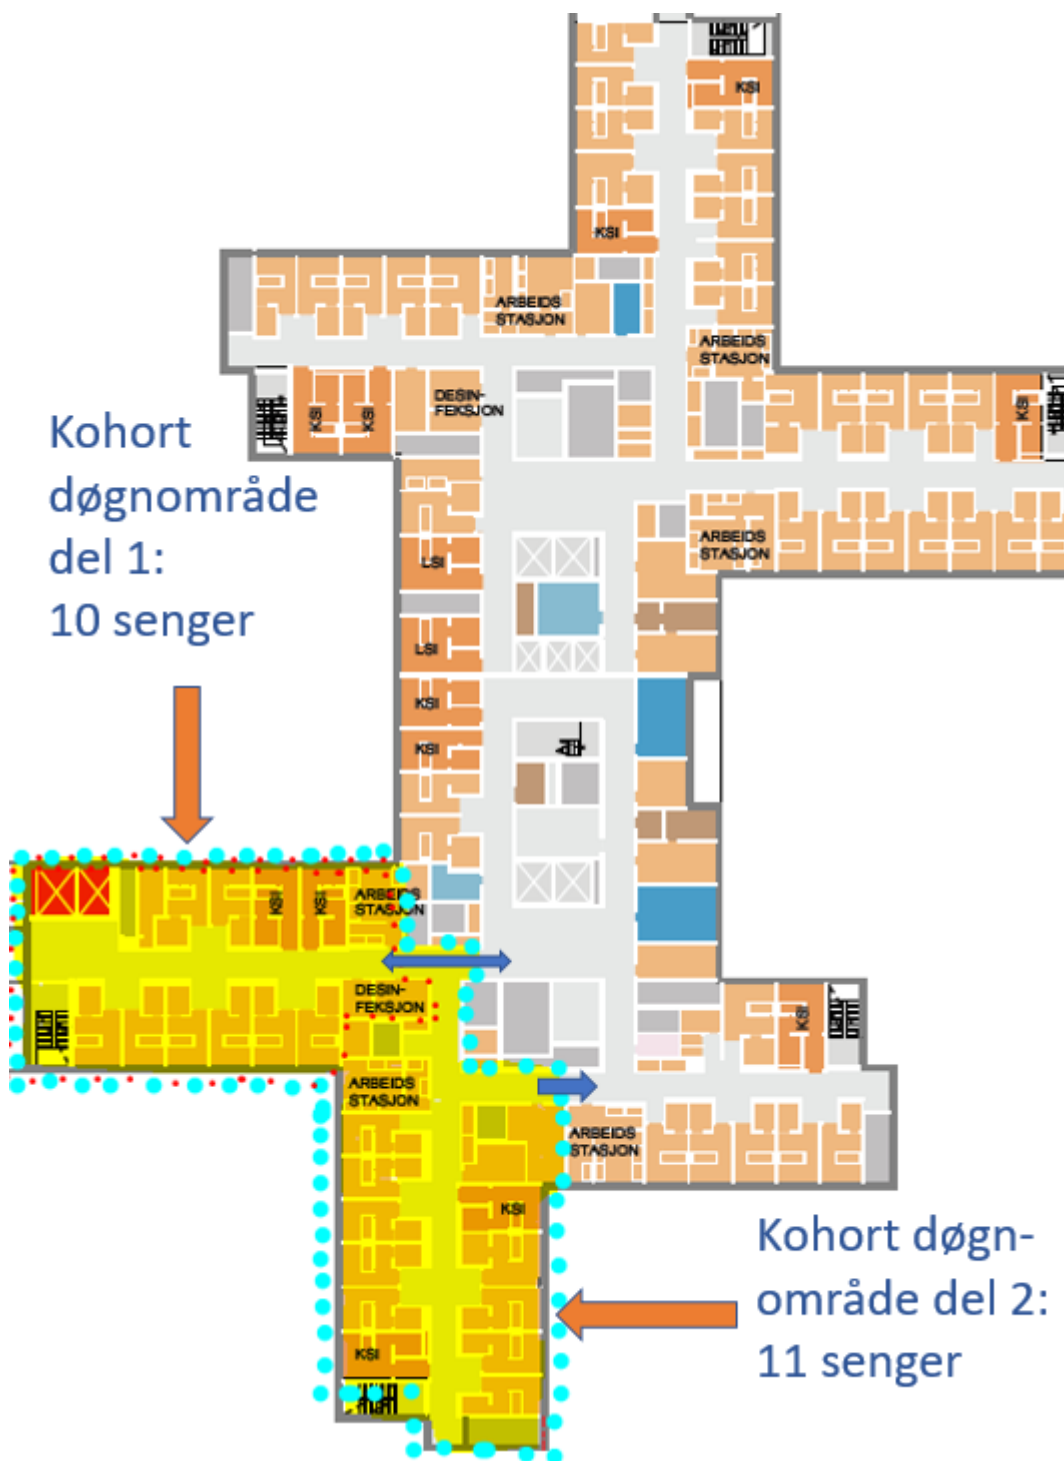 KSI
KSI
ARBEIDS
STASJON
ARBEIDS
STASJON
DESIN-
FEKSJON
KSI
KSI
KSI
Kohort
døgnområde
del 1:
10 senger
ARBEIDS
STASJON
LSI
LSI
KSI
KSI
KSI
KSI
ARBEIDS
STASJON
DESIN-
FEKSJON
KSI
ARBEIDS
STASJON
ARBEIDS
STASJON
KSI
KSI
Kohort døgn-
område del 2:
11 senger